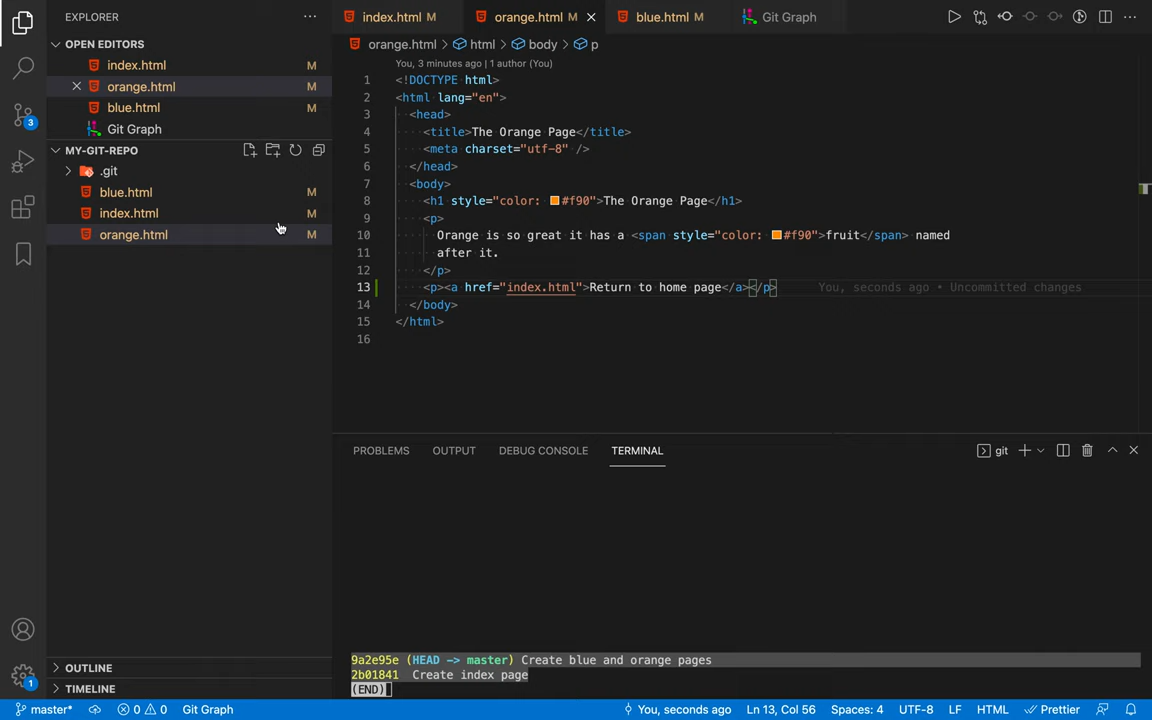 EXPLORER
index.html M
orange.html M
blue.html M
Git Graph
OPEN EDITORS
index.html M
orange.html M
blue.html M
Git Graph
MY-GIT-REPO
.git
blue.html M
index.html M
orange.html M
OUTLINE
TIMELINE
3
1
orange.html > html > body > p
You, 3 minutes ago | 1 author (You)
1 <!DOCTYPE html>
2 <html lang="en">
3 <head>
4 <title>The Orange Page</title>
5 <meta charset="utf-8" />
6 </head>
7 <body>
8 <h1 style="color: #f90">The Orange Page</h1>
9 <p>
10 Orange is so great it has a <span style="color: #f90">fruit</span> named
11 after it.
12 </p>
13 <p><a href="index.html">Return to home page</a></p> You, seconds ago • Uncommitted changes
14 </body>
15 </html>
16
PROBLEMS OUTPUT DEBUG CONSOLE TERMINAL git
9a2e95e (HEAD -> master) Create blue and orange pages
2b01841 Create index page
(END)
master* 0 0 Git Graph You, seconds ago Ln 13, Col 56 Spaces: 4 UTF-8 LF HTML Prettier